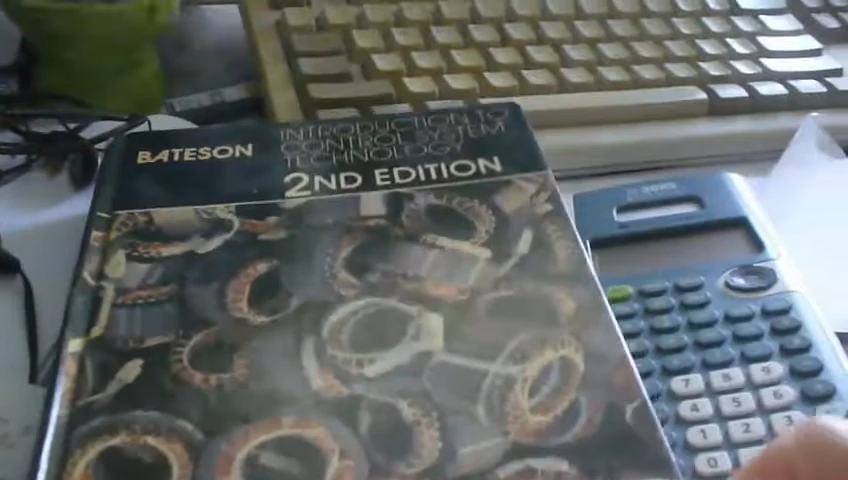 BATESON
INTRODUCTION TO
CONTROL SYSTEM
TECHNOLOGY
2ND EDITION
7 8 9
4 5 6
1 2 3
0